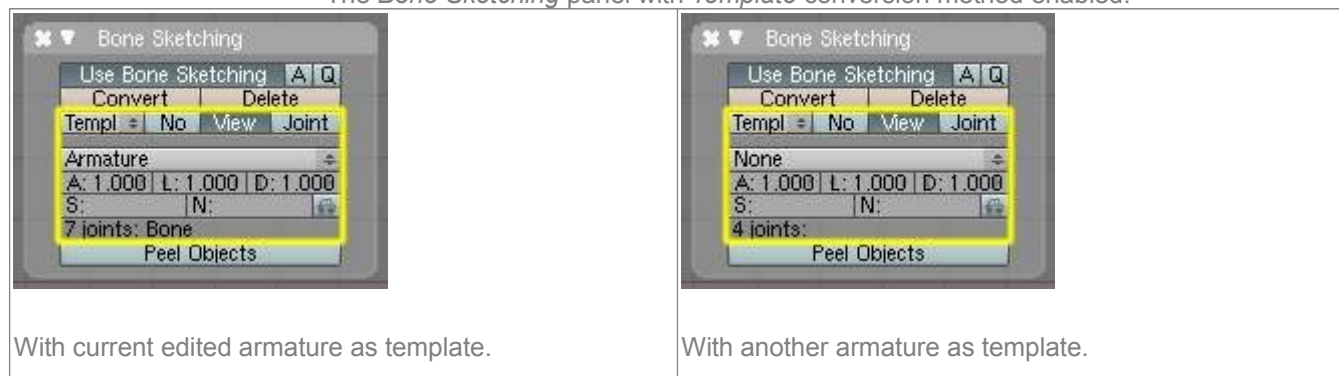 The Bone Sketching panel with Template conversion method enabled.
Bone Sketching
Use Bone Sketching A Q
Convert Delete
Templ No View Joint
Armature
A: 1.000 L: 1.000 D: 1.000
S: N:
7 joints: Bone
Peel Objects
With current edited armature as template.
Bone Sketching
Use Bone Sketching A Q
Convert Delete
Templ No View Joint
None
A: 1.000 L: 1.000 D: 1.000
S: N:
4 joints:
Peel Objects
With another armature as template.